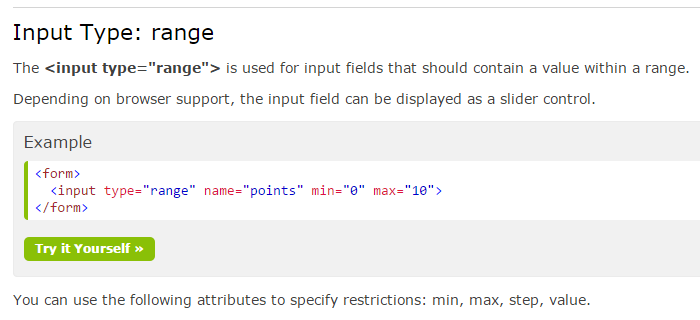 Input Type: range
The <input type="range"> is used for input fields that should contain a value within a range.
Depending on browser support, the input field can be displayed as a slider control.
Example
<form>
  <input type="range" name="points" min="0" max="10">
</form>
Try it Yourself »
You can use the following attributes to specify restrictions: min, max, step, value.